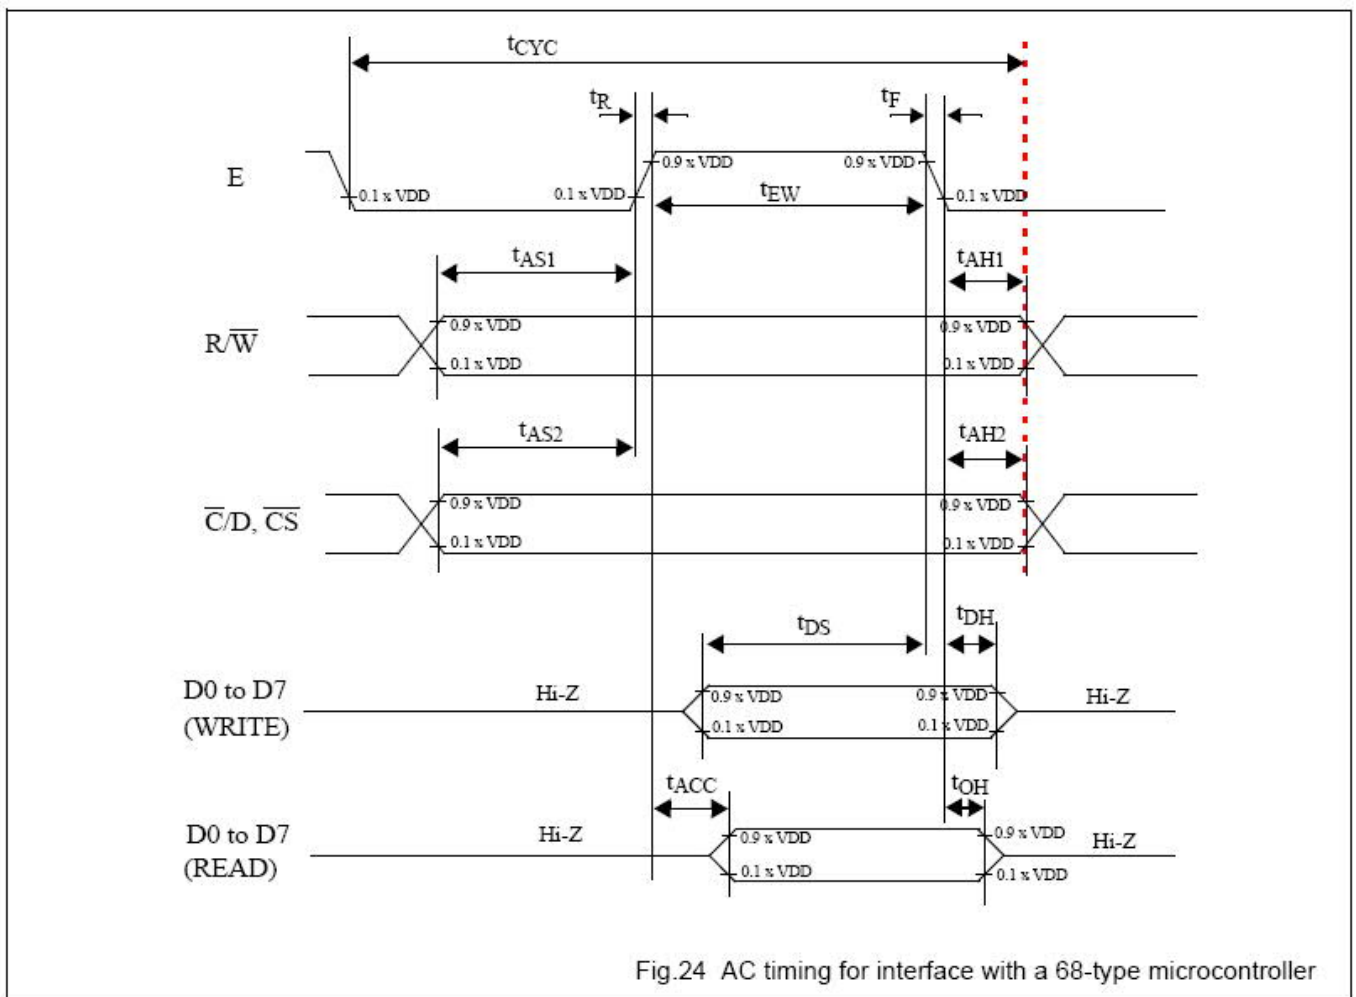 tCYC
tR
tF
E
0.9 x VDD
0.9 x VDD
0.1 x VDD
0.1 x VDD
tEW
0.1 x VDD
tAS1
tAH1
R/W̅
0.9 x VDD
0.9 x VDD
0.1 x VDD
0.1 x VDD
tAS2
tAH2
C̅/D, C̅S̅
0.9 x VDD
0.9 x VDD
0.1 x VDD
0.1 x VDD
tDS
tDH
D0 to D7
(WRITE)
Hi-Z
0.9 x VDD
0.9 x VDD
Hi-Z
0.1 x VDD
0.1 x VDD
tACC
tOH
D0 to D7
(READ)
Hi-Z
0.9 x VDD
0.9 x VDD
Hi-Z
0.1 x VDD
0.1 x VDD
Fig.24 AC timing for interface with a 68-type microcontroller